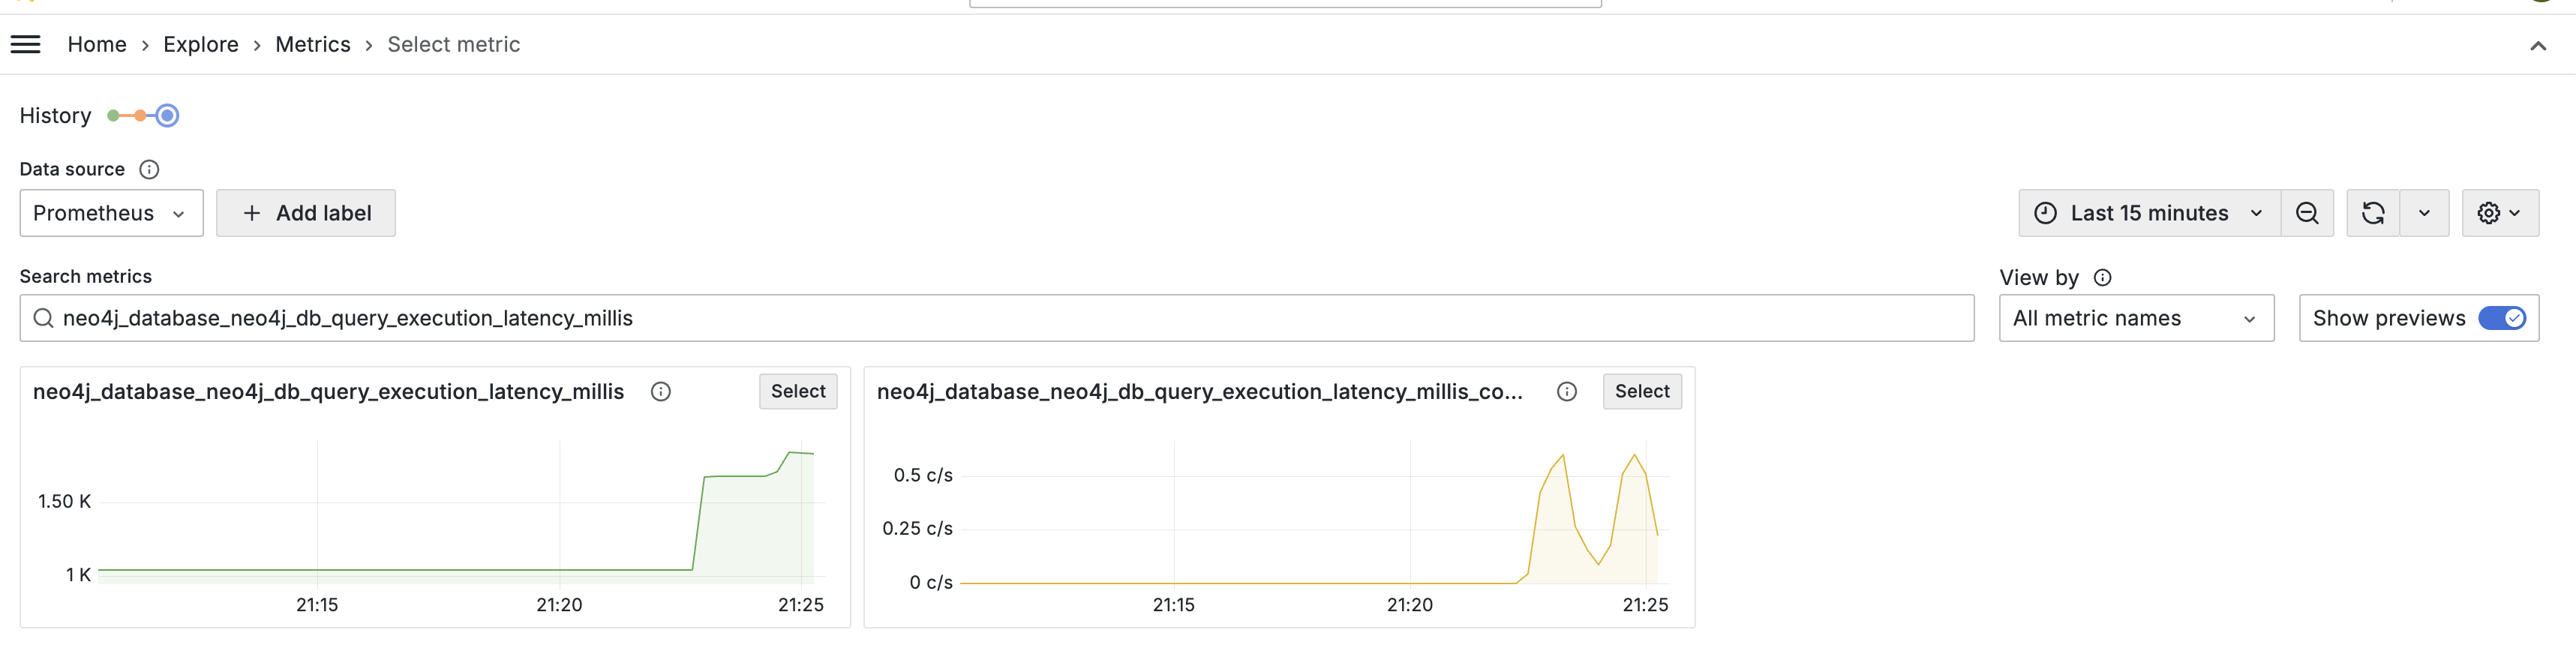 Home › Explore › Metrics › Select metric
History
Data source
Prometheus + Add label Last 15 minutes
Search metrics View by
neo4j_database_neo4j_db_query_execution_latency_millis All metric names Show previews
neo4j_database_neo4j_db_query_execution_latency_millis Select
1.50 K
1 K
21:15 21:20 21:25
neo4j_database_neo4j_db_query_execution_latency_millis_co... Select
0.5 c/s
0.25 c/s
0 c/s
21:15 21:20 21:25